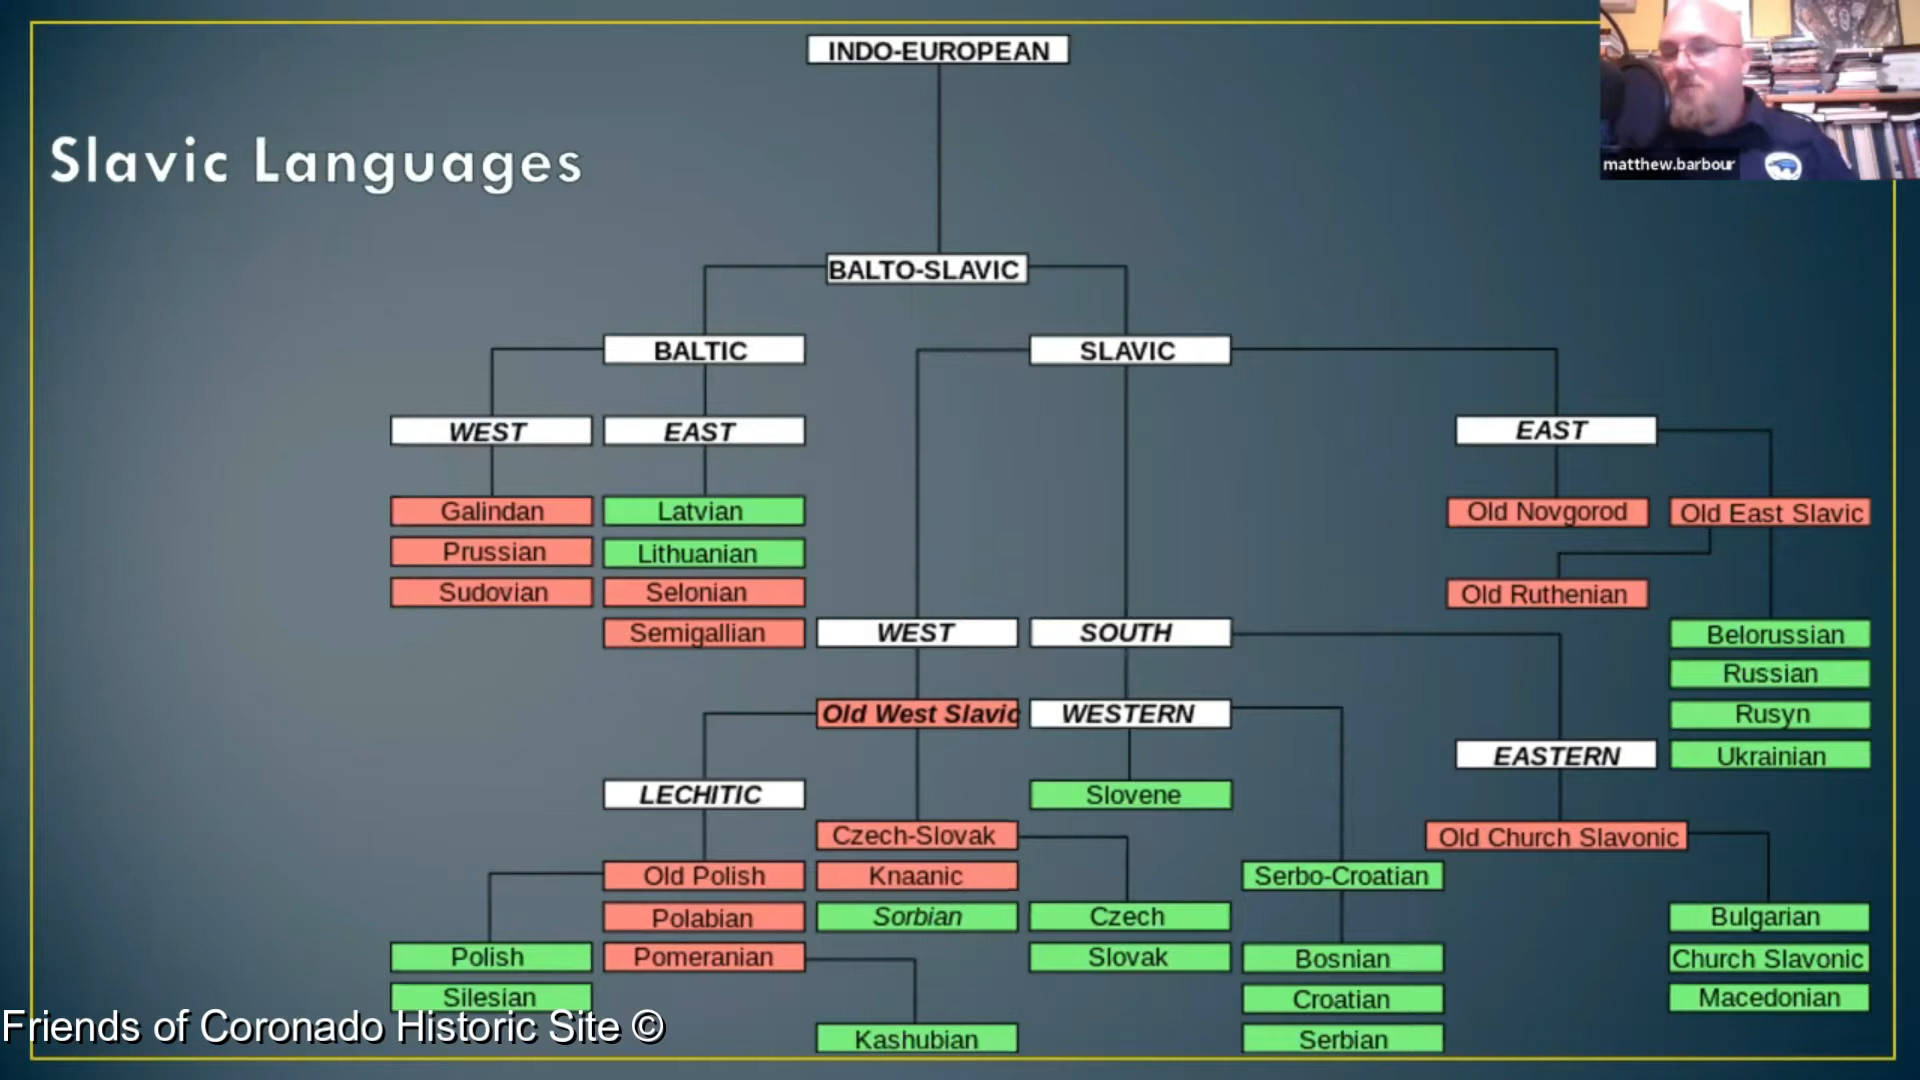 INDO-EUROPEAN
Slavic Languages
matthew.barbour
BALTO-SLAVIC
BALTIC
SLAVIC
WEST
EAST
EAST
Galindan
Latvian
Old Novgorod
Old East Slavic
Prussian
Lithuanian
Sudovian
Selonian
Old Ruthenian
Semigallian
WEST
SOUTH
Belorussian
Russian
Old West Slavic
WESTERN
Rusyn
EASTERN
Ukrainian
LECHITIC
Slovene
Czech-Slovak
Old Church Slavonic
Old Polish
Knaanic
Serbo-Croatian
Polabian
Sorbian
Czech
Bulgarian
Polish
Pomeranian
Slovak
Bosnian
Church Slavonic
Silesian
Croatian
Macedonian
Friends of Coronado Historic Site ©
Kashubian
Serbian